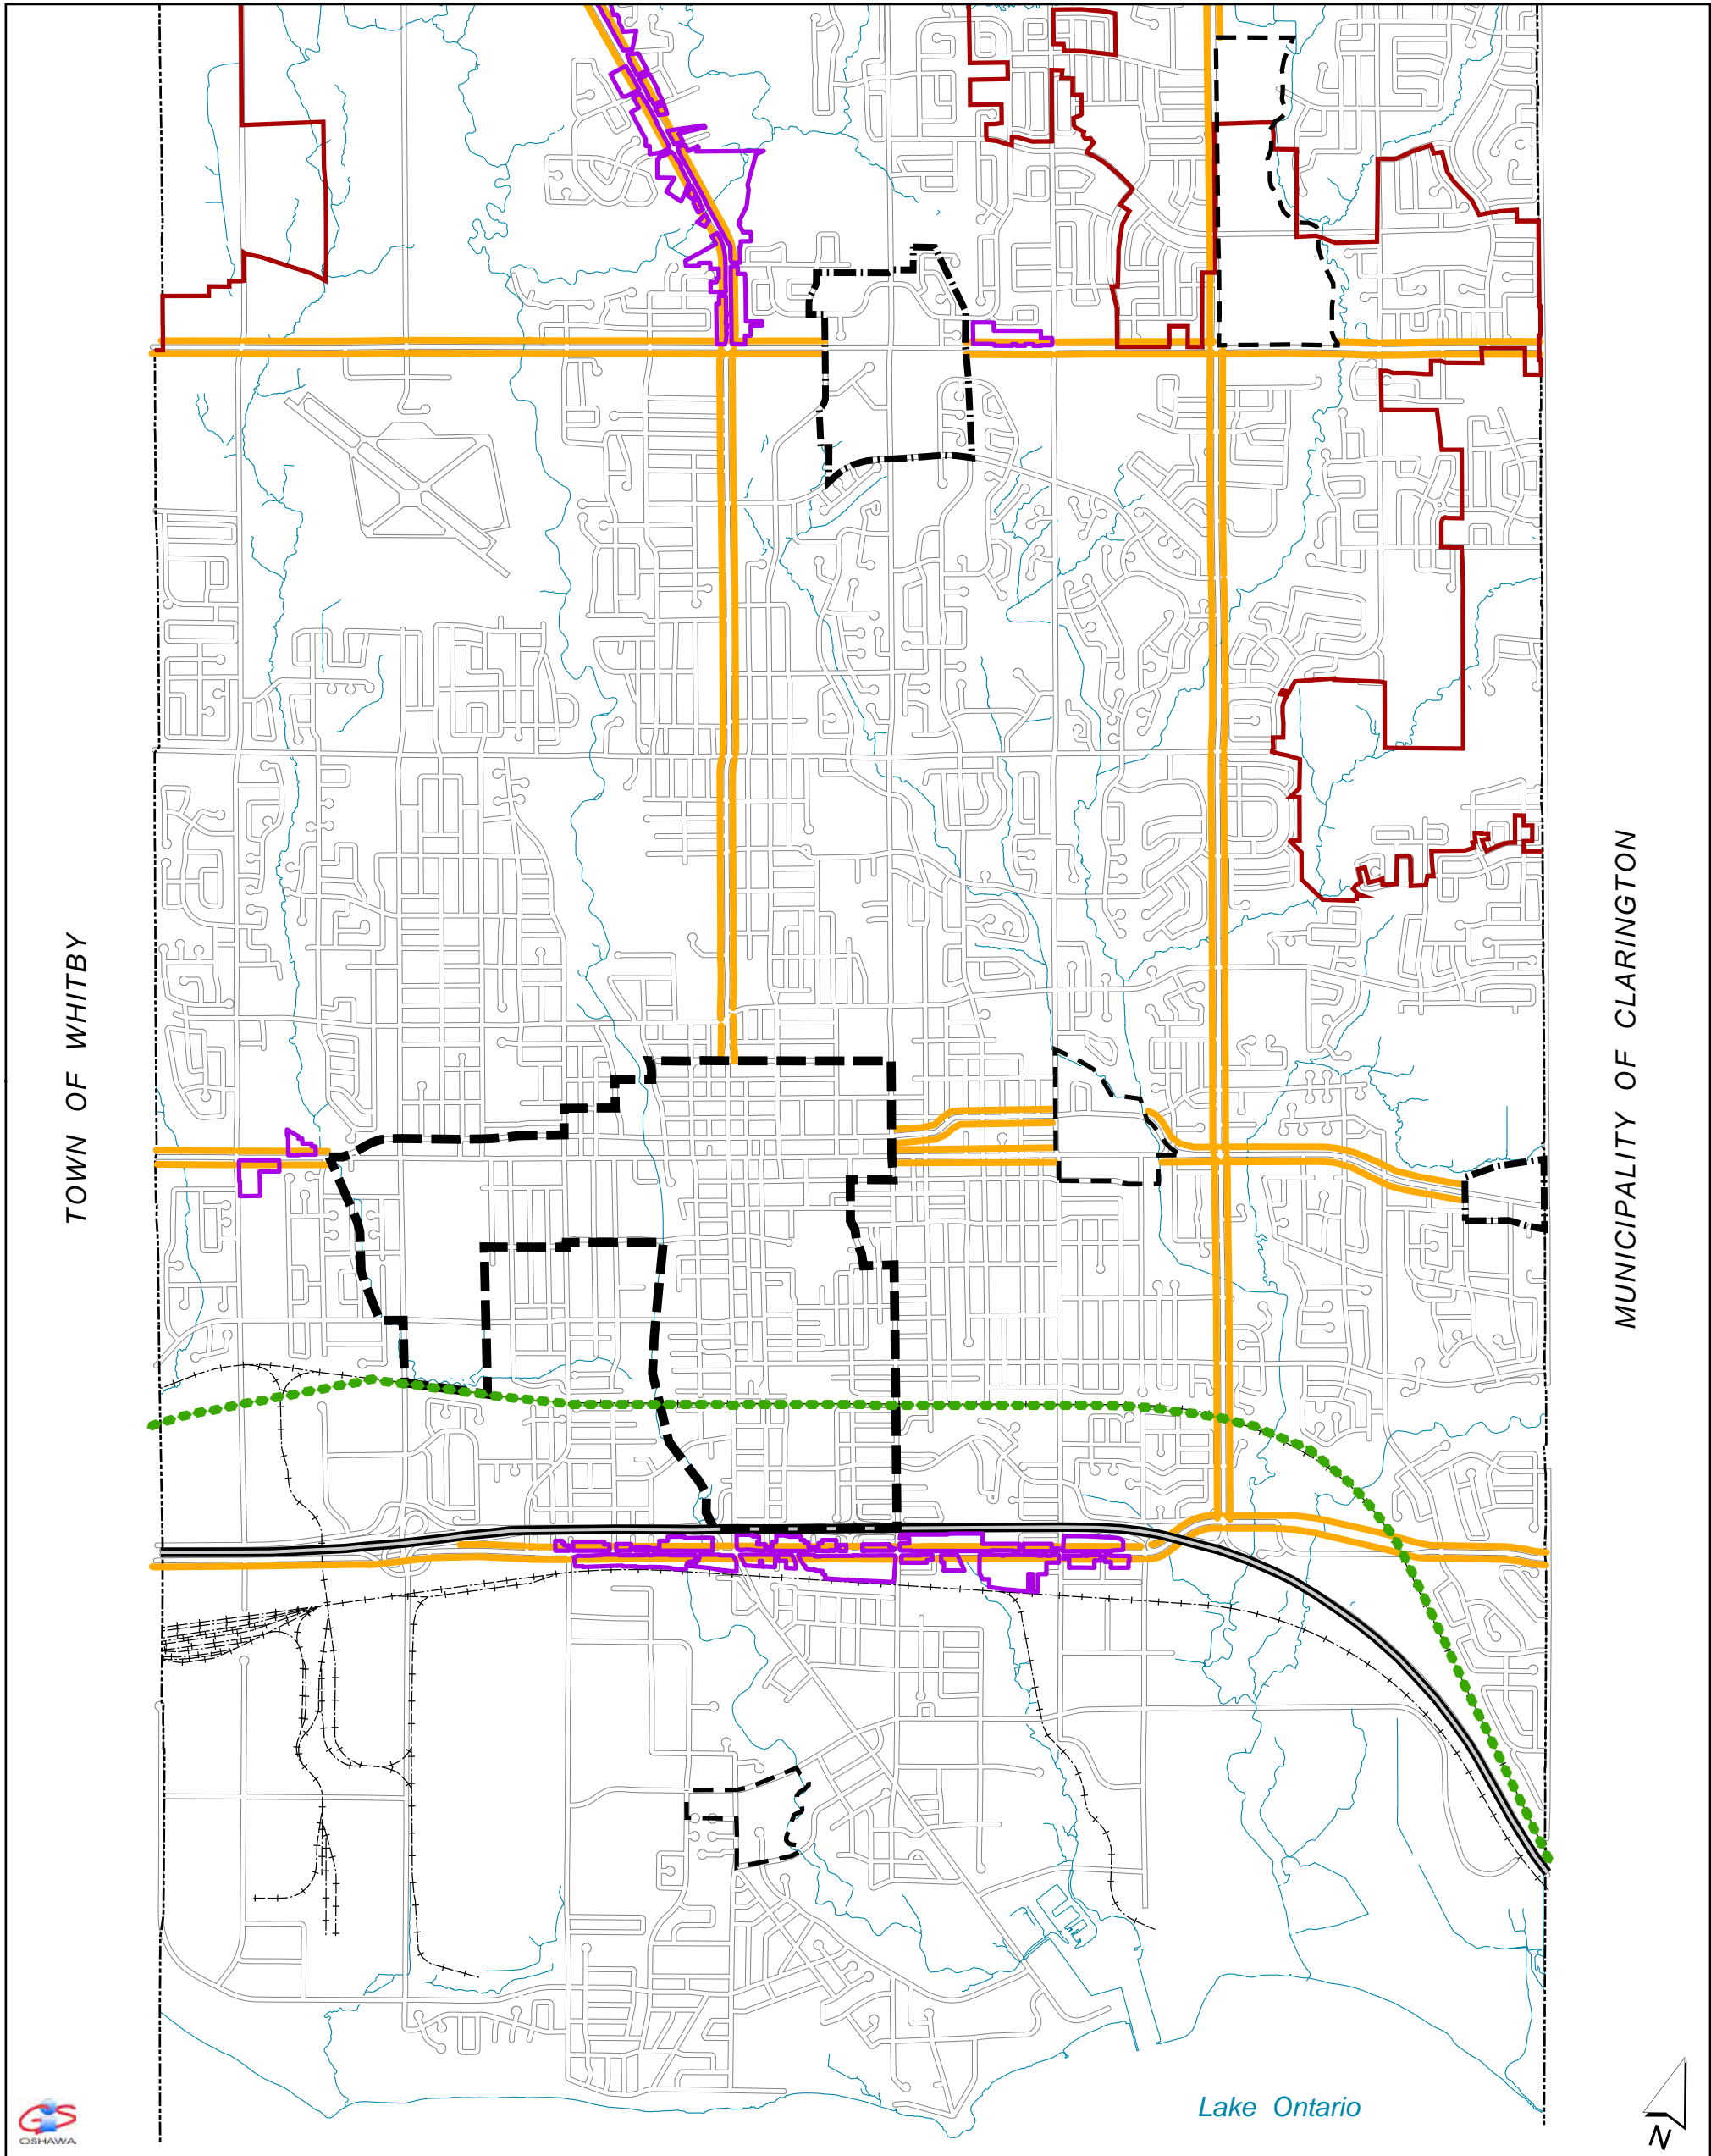 TOWN OF WHITBY
MUNICIPALITY OF CLARINGTON
Lake Ontario
GIS
OSHAWA
N